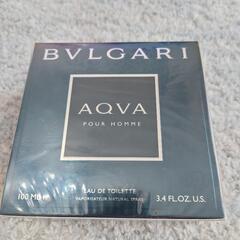 BVLGARI
AQVA
POUR HOMME
EAU DE TOILETTE
100 ML ℮ VAPORISATEUR NATURAL SPRAY 3.4 FL.OZ. U.S.